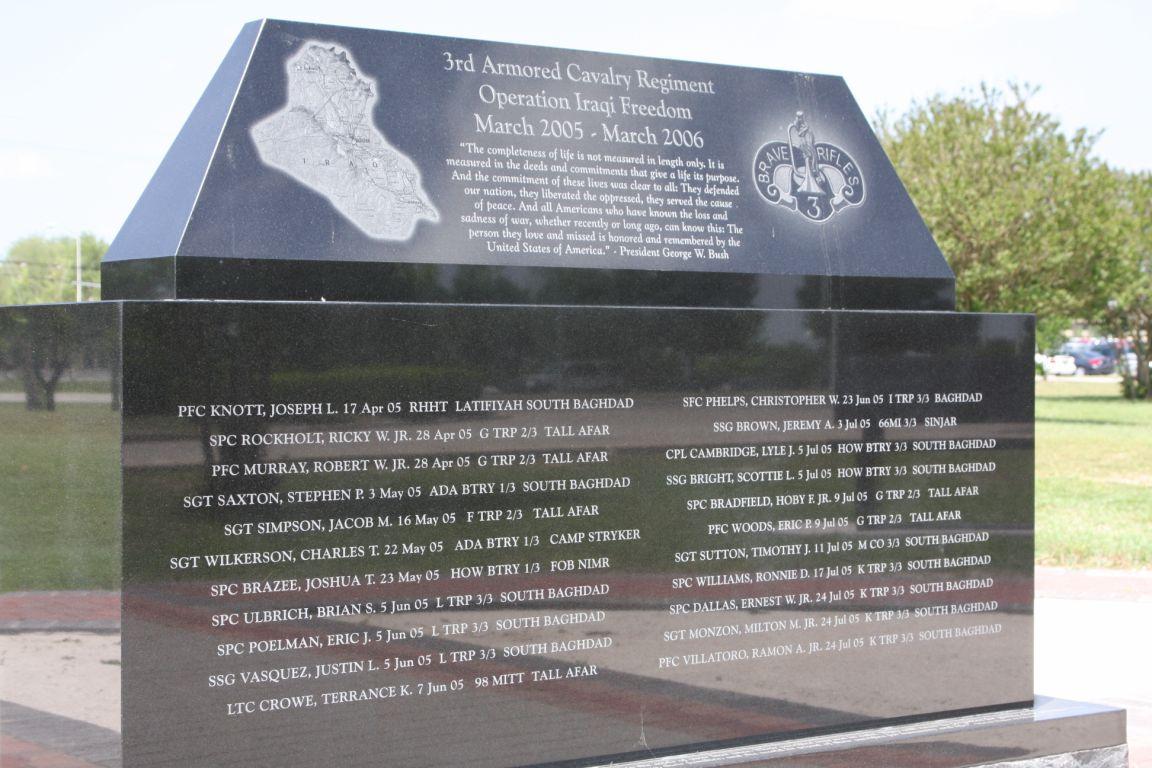 3rd Armored Cavalry Regiment
Operation Iraqi Freedom
March 2005 - March 2006
"The completeness of life is not measured in length only. It is
measured in the deeds and commitments that give a life its purpose.
And the commitment of these lives was clear to all: They defended
our nation, they liberated the oppressed, they served the cause
of peace. And all Americans who have known the loss and
sadness of war, whether recently or long ago, can know this: The
person they love and missed is honored and remembered by the
United States of America." - President George W. Bush
IRAQ
BRAVE RIFLES
3
PFC KNOTT, JOSEPH L. 17 Apr 05 RHHT LATIFIYAH SOUTH BAGHDAD
SPC ROCKHOLT, RICKY W. JR. 28 Apr 05 G TRP 2/3 TALL AFAR
PFC MURRAY, ROBERT W. JR. 28 Apr 05 G TRP 2/3 TALL AFAR
SGT SAXTON, STEPHEN P. 3 May 05 ADA BTRY 1/3 SOUTH BAGHDAD
SGT SIMPSON, JACOB M. 16 May 05 F TRP 2/3 TALL AFAR
SGT WILKERSON, CHARLES T. 22 May 05 ADA BTRY 1/3 CAMP STRYKER
SPC BRAZEE, JOSHUA T. 23 May 05 HOW BTRY 1/3 FOB NIMR
SPC ULBRICH, BRIAN S. 5 Jun 05 L TRP 3/3 SOUTH BAGHDAD
SPC POELMAN, ERIC J. 5 Jun 05 L TRP 3/3 SOUTH BAGHDAD
SSG VASQUEZ, JUSTIN L. 5 Jun 05 L TRP 3/3 SOUTH BAGHDAD
LTC CROWE, TERRANCE K. 7 Jun 05 98 MITT TALL AFAR
SFC PHELPS, CHRISTOPHER W. 23 Jun 05 I TRP 3/3 BAGHDAD
SSG BROWN, JEREMY A. 3 Jul 05 66MI 3/3 SINJAR
CPL CAMBRIDGE, LYLE J. 5 Jul 05 HOW BTRY 3/3 SOUTH BAGHDAD
SSG BRIGHT, SCOTTIE L. 5 Jul 05 HOW BTRY 3/3 SOUTH BAGHDAD
SPC BRADFIELD, HOBY F. JR. 9 Jul 05 G TRP 2/3 TALL AFAR
PFC WOODS, ERIC P. 9 Jul 05 G TRP 2/3 TALL AFAR
SGT SUTTON, TIMOTHY J. 11 Jul 05 M CO 3/3 SOUTH BAGHDAD
SPC WILLIAMS, RONNIE D. 17 Jul 05 K TRP 3/3 SOUTH BAGHDAD
SPC DALLAS, ERNEST W. JR. 24 Jul 05 K TRP 3/3 SOUTH BAGHDAD
SGT MONZON, MILTON M. JR. 24 Jul 05 K TRP 3/3 SOUTH BAGHDAD
PFC VILLATORO, RAMON A. JR. 24 Jul 05 K TRP 3/3 SOUTH BAGHDAD